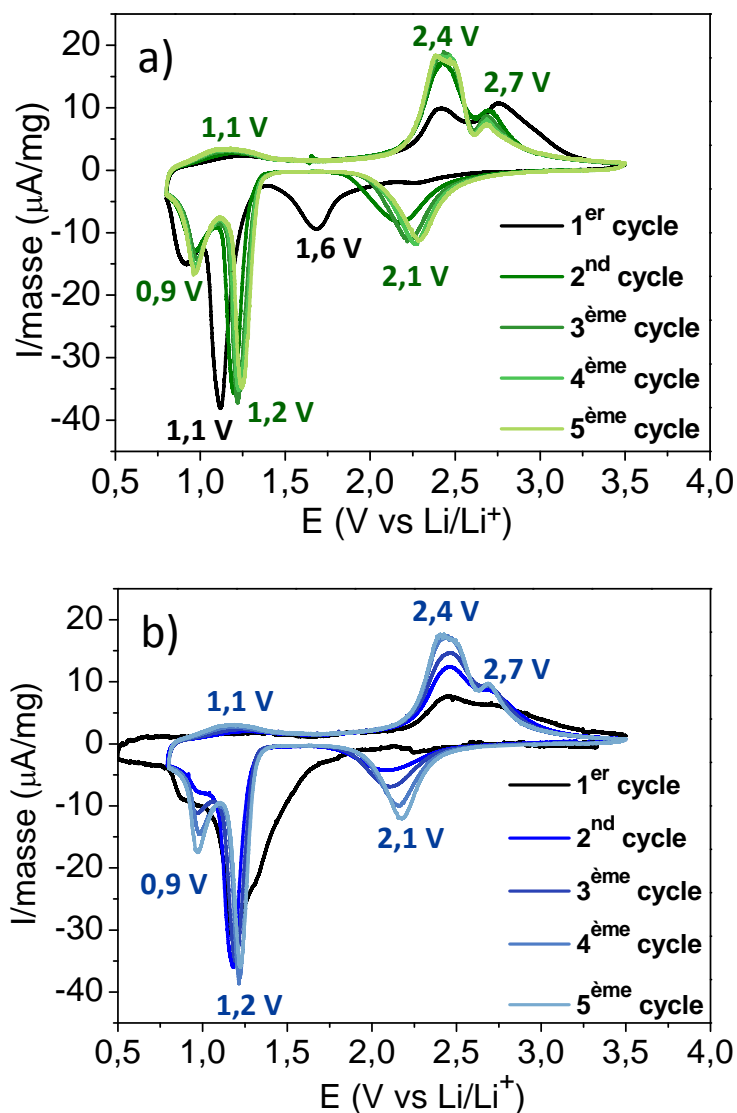 a)
2,4 V
2,7 V
1,1 V
1,6 V
0,9 V
2,1 V
1,2 V
1,1 V
1er cycle
2nd cycle
3ème cycle
4ème cycle
5ème cycle
20
10
0
-10
-20
-30
-40
I/masse (µA/mg)
0,5 1,0 1,5 2,0 2,5 3,0 3,5 4,0
E (V vs Li/Li+)
b)
2,4 V
2,7 V
1,1 V
0,9 V
2,1 V
1,2 V
1er cycle
2nd cycle
3ème cycle
4ème cycle
5ème cycle
20
10
0
-10
-20
-30
-40
I/masse (µA/mg)
0,5 1,0 1,5 2,0 2,5 3,0 3,5 4,0
E (V vs Li/Li+)